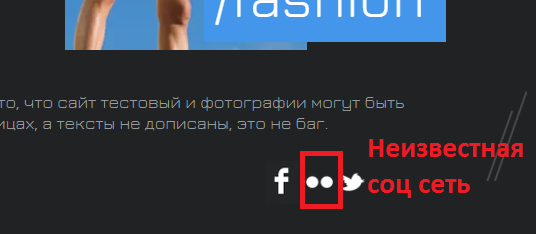 /fashion
то, что сайт тестовый и фотографии могут быть
ицах, а тексты не дописаны, это не баг.
Неизвестная
соц сеть